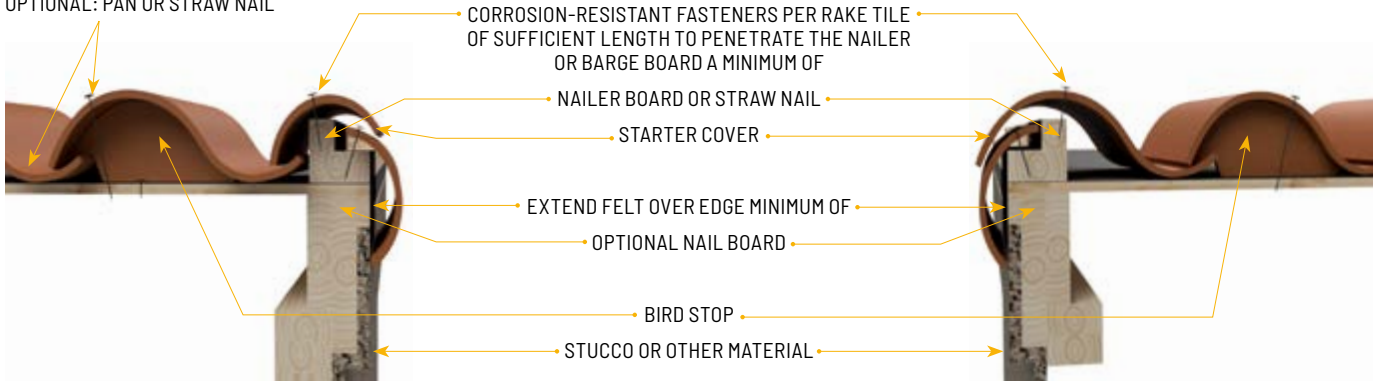 OPTIONAL: PAN OR STRAW NAIL
CORROSION-RESISTANT FASTENERS PER RAKE TILE
OF SUFFICIENT LENGTH TO PENETRATE THE NAILER
OR BARGE BOARD A MINIMUM OF
NAILER BOARD OR STRAW NAIL
STARTER COVER
EXTEND FELT OVER EDGE MINIMUM OF
OPTIONAL NAIL BOARD
BIRD STOP
STUCCO OR OTHER MATERIAL